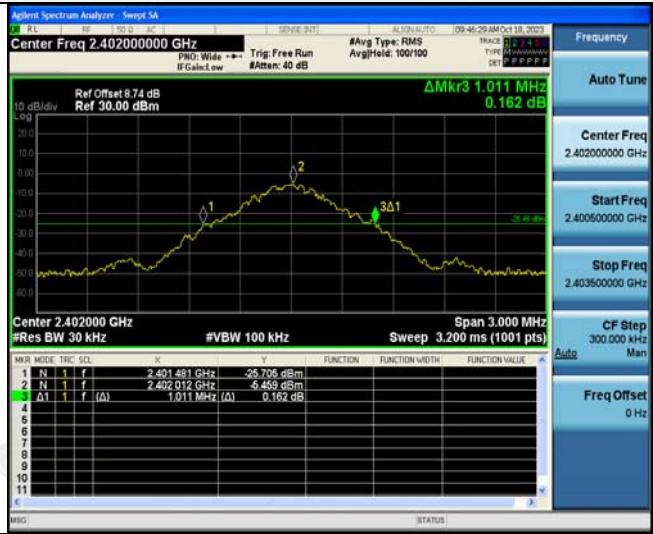 Agilent Spectrum Analyzer - Swept SA
RL RF 50 Ω AC SENSE:INT ALIGNAUTO 09:46:29 AM Oct 18, 2023
Center Freq 2.402000000 GHz
PNO: Wide
IFGain:Low
Trig: Free Run
#Atten: 40 dB
#Avg Type: RMS
Avg|Hold: 100/100
TRACE 1 2 3 4 5 6
TYPE MWWWWW
DET P P P P P P
Ref Offset 8.74 dB
10 dB/div Ref 30.00 dBm
Log
ΔMkr3 1.011 MHz
0.162 dB
20.0
10.0
0.00
-10.0
-20.0
-30.0
-40.0
-50.0
-60.0
1
2
3Δ1
Center 2.402000 GHz Span 3.000 MHz
#Res BW 30 kHz #VBW 100 kHz Sweep 3.200 ms (1001 pts)
MKR MODE TRC SCL X Y FUNCTION FUNCTION WIDTH FUNCTION VALUE
1 N 1 f 2.401 481 GHz -25.705 dBm
2 N 1 f 2.402 012 GHz -5.459 dBm
3 Δ1 1 f (Δ) 1.011 MHz (Δ) 0.162 dB
4
5
6
7
8
9
10
11
MSG STATUS
Frequency
Auto Tune
Center Freq
2.402000000 GHz
Start Freq
2.400500000 GHz
Stop Freq
2.403500000 GHz
CF Step
300.000 kHz
Auto Man
Freq Offset
0 Hz